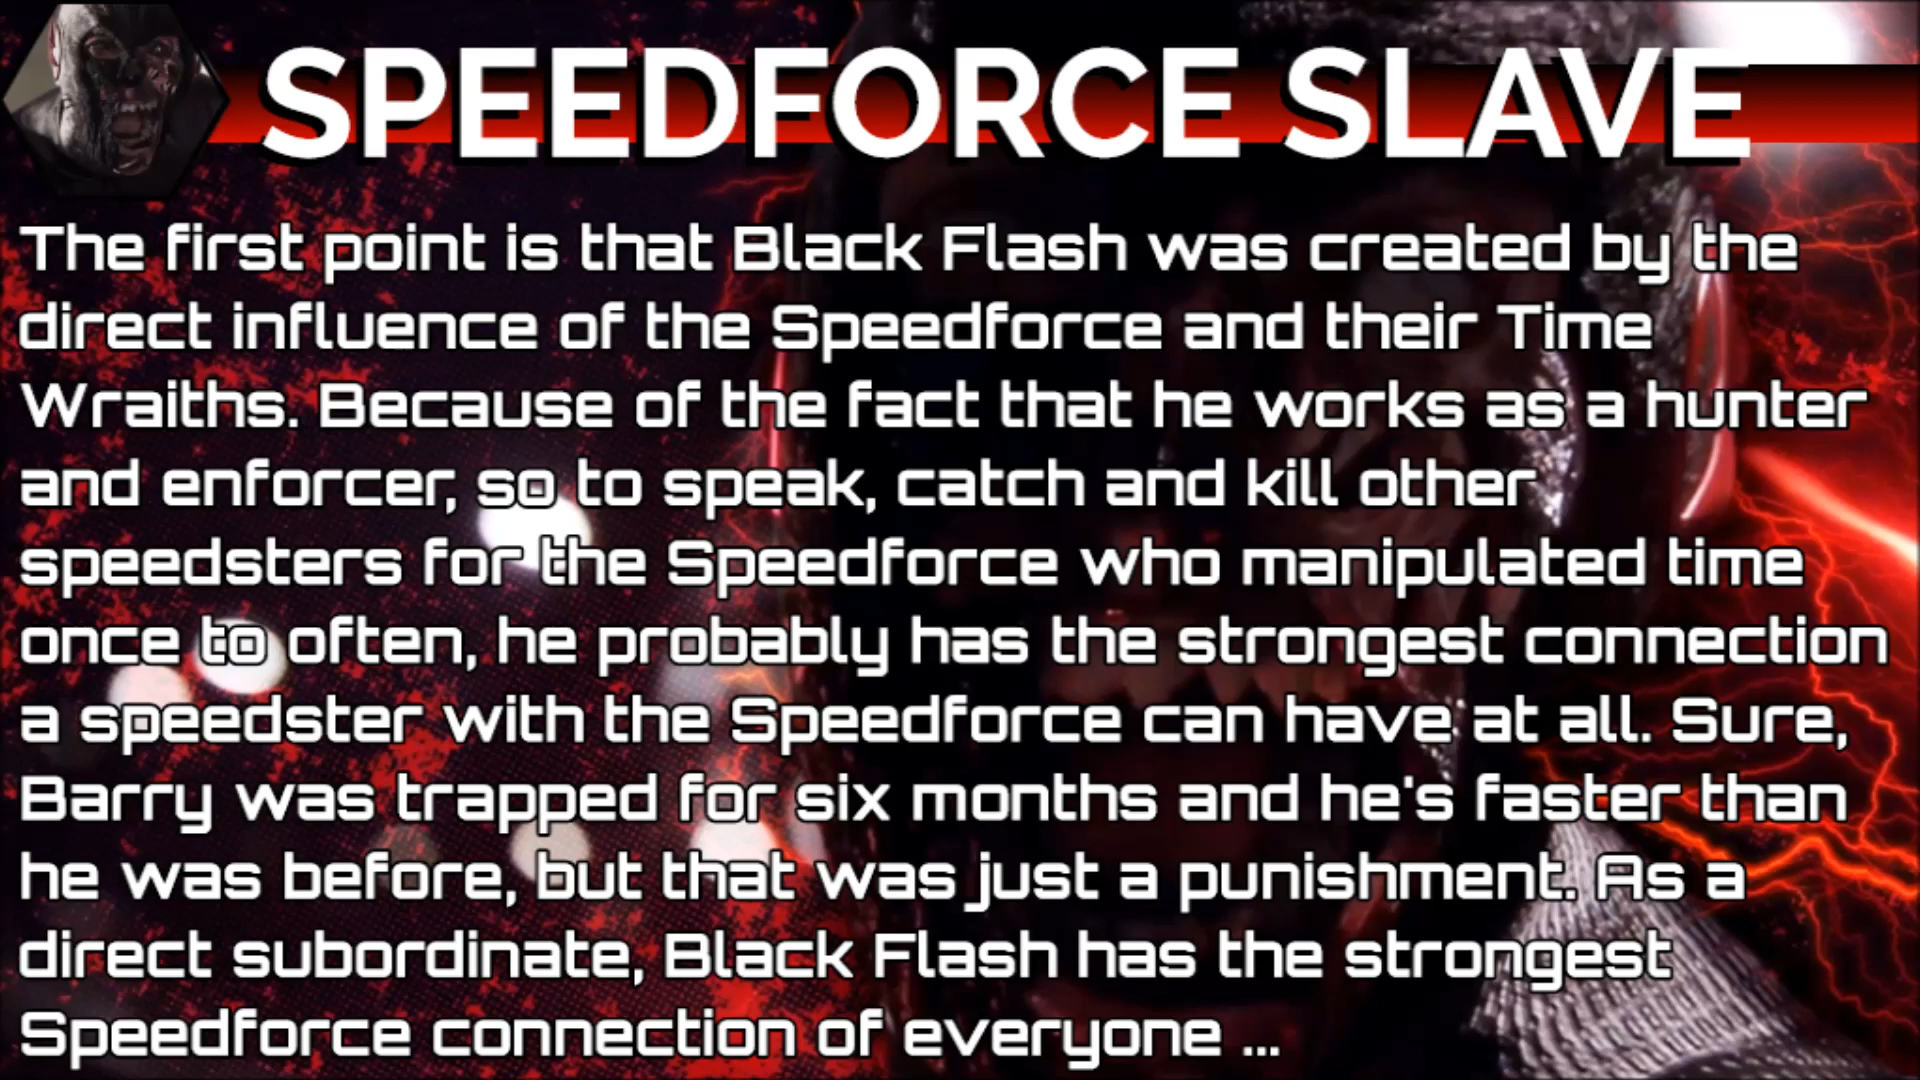 SPEEDFORCE SLAVE
The first point is that Black Flash was created by the
direct influence of the Speedforce and their Time
Wraiths. Because of the fact that he works as a hunter
and enforcer, so to speak, catch and kill other
speedsters for the Speedforce who manipulated time
once to often, he probably has the strongest connection
a speedster with the Speedforce can have at all. Sure,
Barry was trapped for six months and he's faster than
he was before, but that was just a punishment. As a
direct subordinate, Black Flash has the strongest
Speedforce connection of everyone ...